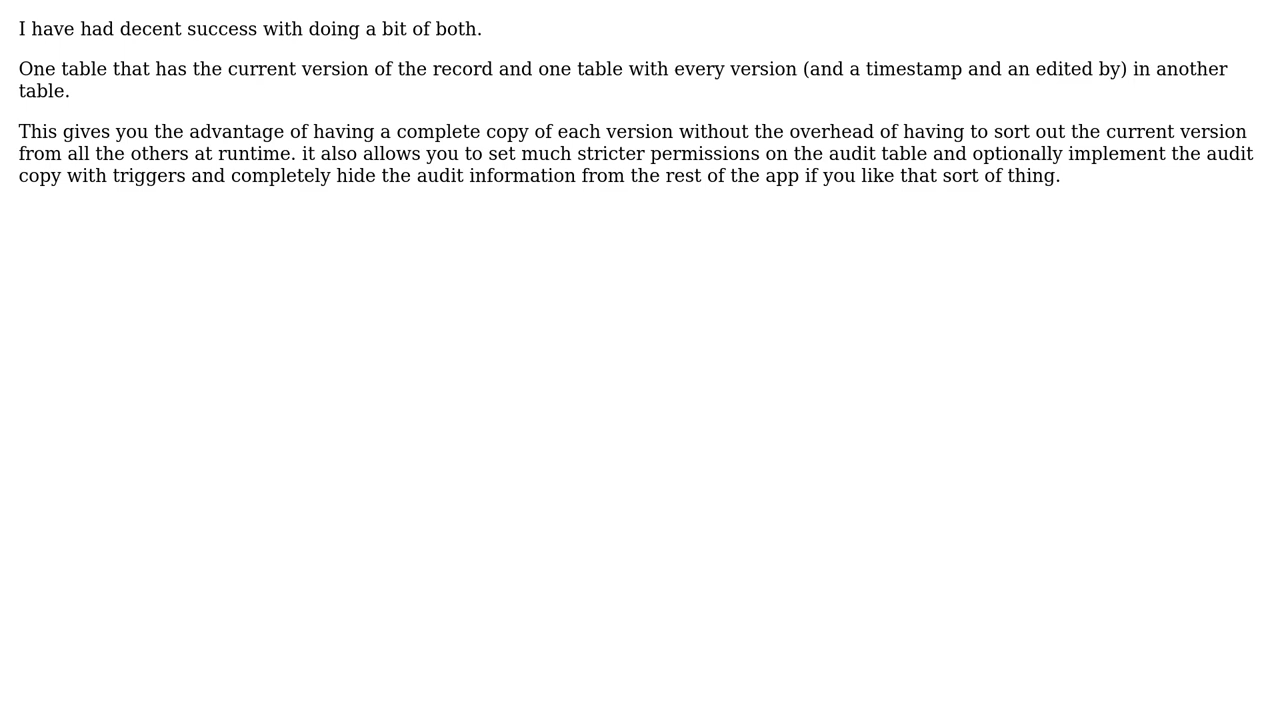 I have had decent success with doing a bit of both.
One table that has the current version of the record and one table with every version (and a timestamp and an edited by) in another
table.
This gives you the advantage of having a complete copy of each version without the overhead of having to sort out the current version
from all the others at runtime. it also allows you to set much stricter permissions on the audit table and optionally implement the audit
copy with triggers and completely hide the audit information from the rest of the app if you like that sort of thing.